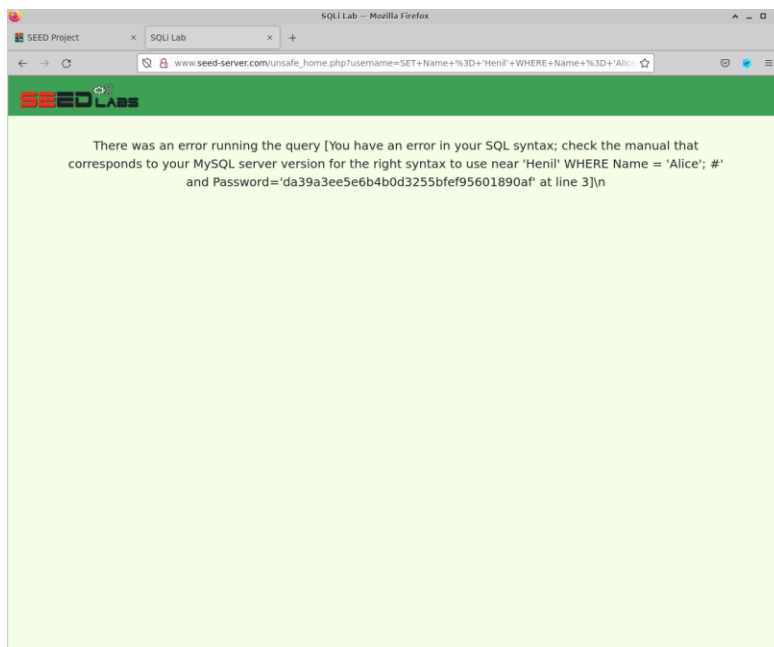 SQLi Lab — Mozilla Firefox
SEED Project
SQLi Lab
www.seed-server.com/unsafe_home.php?username=SET+Name+%3D+'Henil'+WHERE+Name+%3D+'Alice
SEED LABS
There was an error running the query [You have an error in your SQL syntax; check the manual that
corresponds to your MySQL server version for the right syntax to use near 'Henil' WHERE Name = 'Alice'; #'
and Password='da39a3ee5e6b4b0d3255bfef95601890af' at line 3]\n